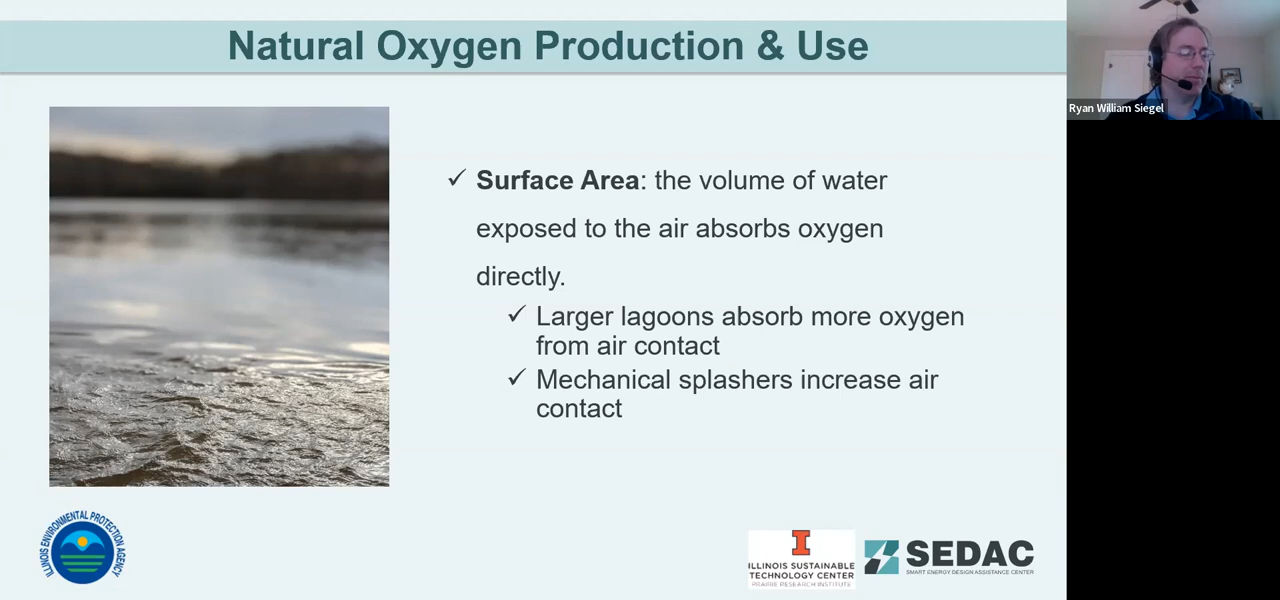 Natural Oxygen Production & Use
Ryan William Siegel
✓ Surface Area: the volume of water
exposed to the air absorbs oxygen
directly.
✓ Larger lagoons absorb more oxygen
from air contact
✓ Mechanical splashers increase air
contact
ILLINOIS ENVIRONMENTAL PROTECTION AGENCY
I
ILLINOIS SUSTAINABLE
TECHNOLOGY CENTER
PRAIRIE RESEARCH INSTITUTE
SEDAC
SMART ENERGY DESIGN ASSISTANCE CENTER